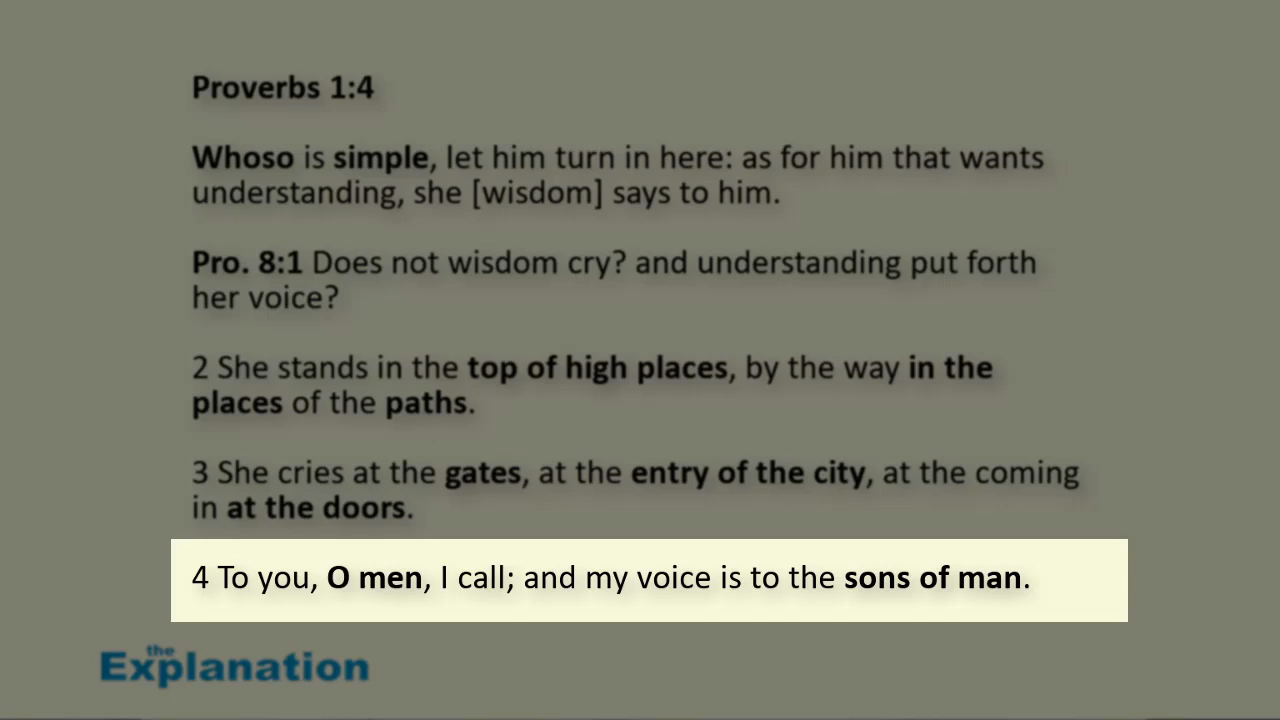 Proverbs 1:4
Whoso is simple, let him turn in here: as for him that wants
understanding, she [wisdom] says to him.
Pro. 8:1 Does not wisdom cry? and understanding put forth
her voice?
2 She stands in the top of high places, by the way in the
places of the paths.
3 She cries at the gates, at the entry of the city, at the coming
in at the doors.
4 To you, O men, I call; and my voice is to the sons of man.
the
Explanation